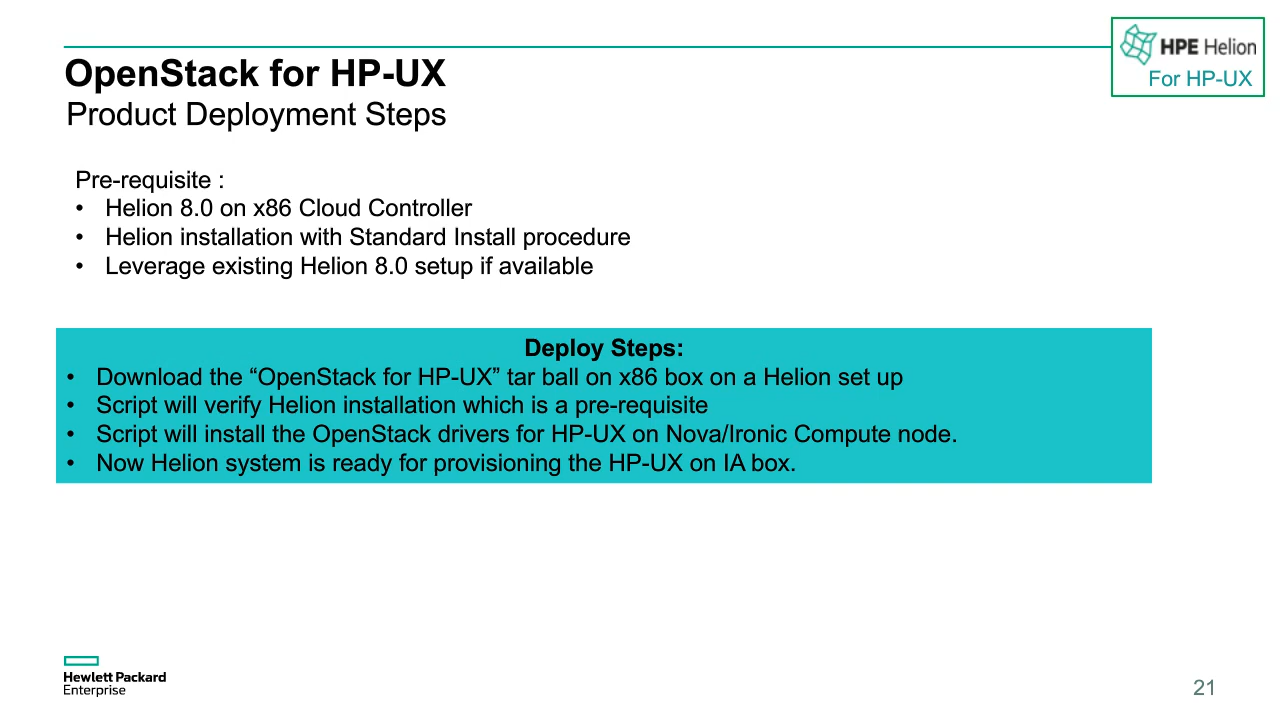 HPE Helion
For HP-UX
OpenStack for HP-UX
Product Deployment Steps
Pre-requisite :
• Helion 8.0 on x86 Cloud Controller
• Helion installation with Standard Install procedure
• Leverage existing Helion 8.0 setup if available
Deploy Steps:
• Download the “OpenStack for HP-UX” tar ball on x86 box on a Helion set up
• Script will verify Helion installation which is a pre-requisite
• Script will install the OpenStack drivers for HP-UX on Nova/Ironic Compute node.
• Now Helion system is ready for provisioning the HP-UX on IA box.
Hewlett Packard
Enterprise
21